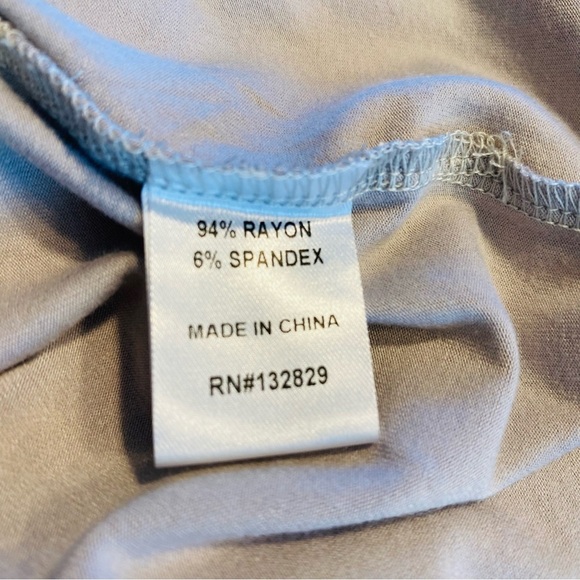 94% RAYON
6% SPANDEX
MADE IN CHINA
RN#132829